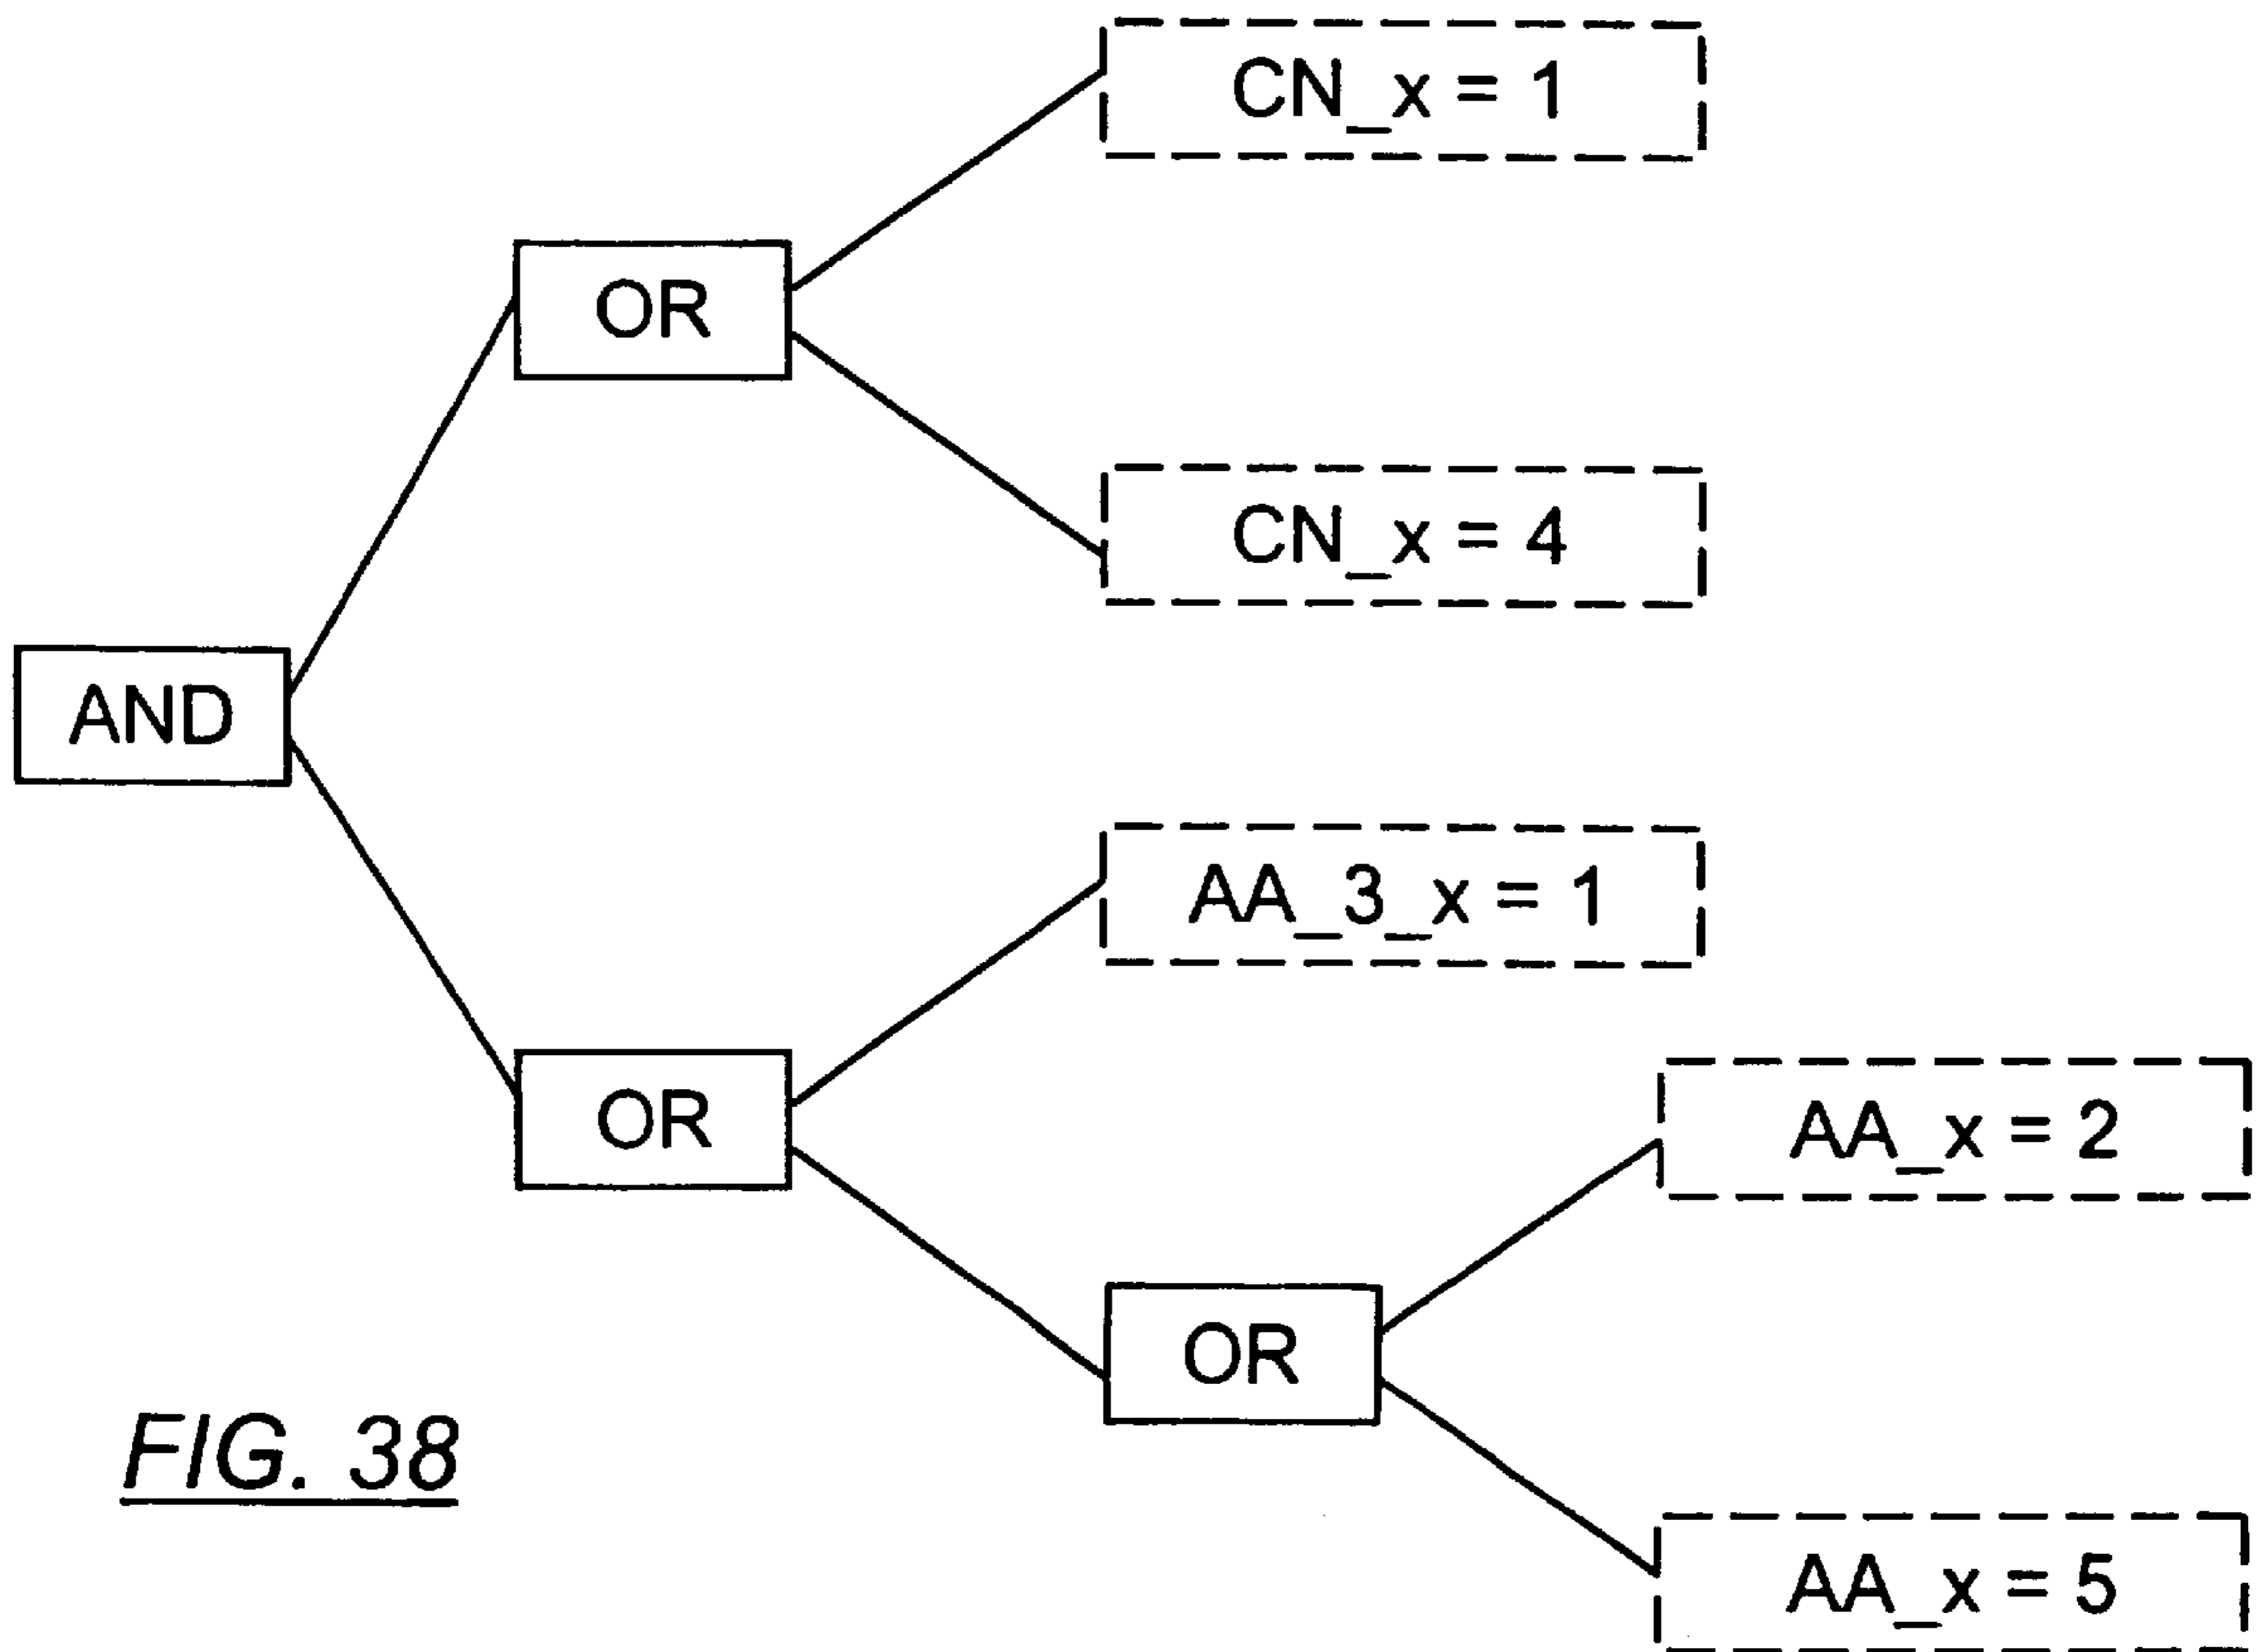 CN_x = 1
OR
CN_x = 4
AND
AA_3_x = 1
OR
AA_x = 2
OR
AA_x = 5
FIG. 38